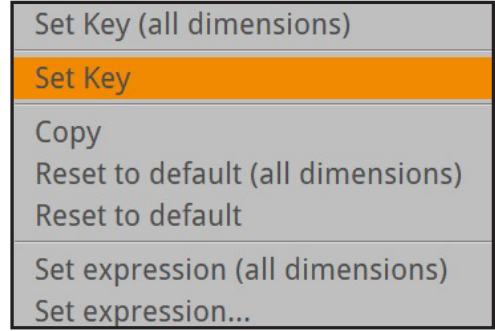 Set Key (all dimensions)
Set Key
Copy
Reset to default (all dimensions)
Reset to default
Set expression (all dimensions)
Set expression...